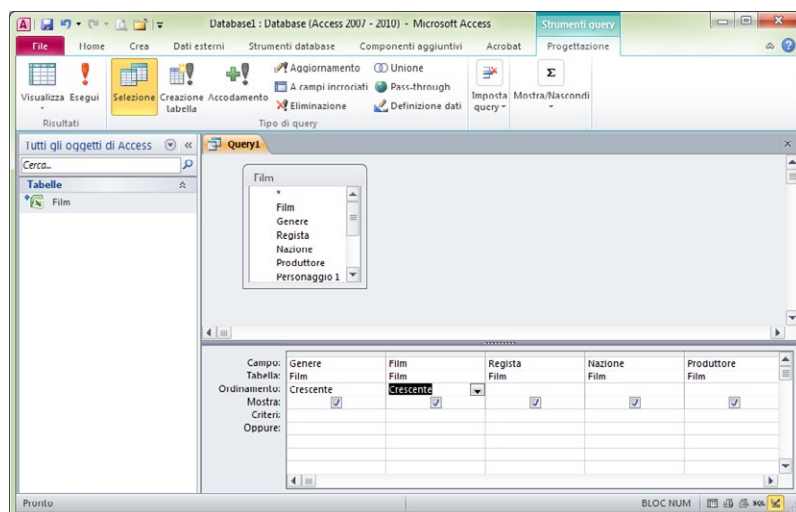 Database1 : Database (Access 2007 - 2010) - Microsoft Access
Strumenti query
File Home Crea Dati esterni Strumenti database Componenti aggiuntivi Acrobat Progettazione
Visualizza Esegui Selezione Creazione tabella Accodamento
Aggiornamento Unione
A campi incrociati Pass-through
Eliminazione Definizione dati
Imposta query Mostra/Nascondi
Risultati Tipo di query
Tutti gli oggetti di Access
Query1
Cerca...
Tabelle
Film
Film
*
Film
Genere
Regista
Nazione
Produttore
Personaggio 1
Campo: Genere Film Regista Nazione Produttore
Tabella: Film Film Film Film Film
Ordinamento: Crescente Crescente
Mostra:
Criteri:
Oppure:
Pronto BLOC NUM SQL